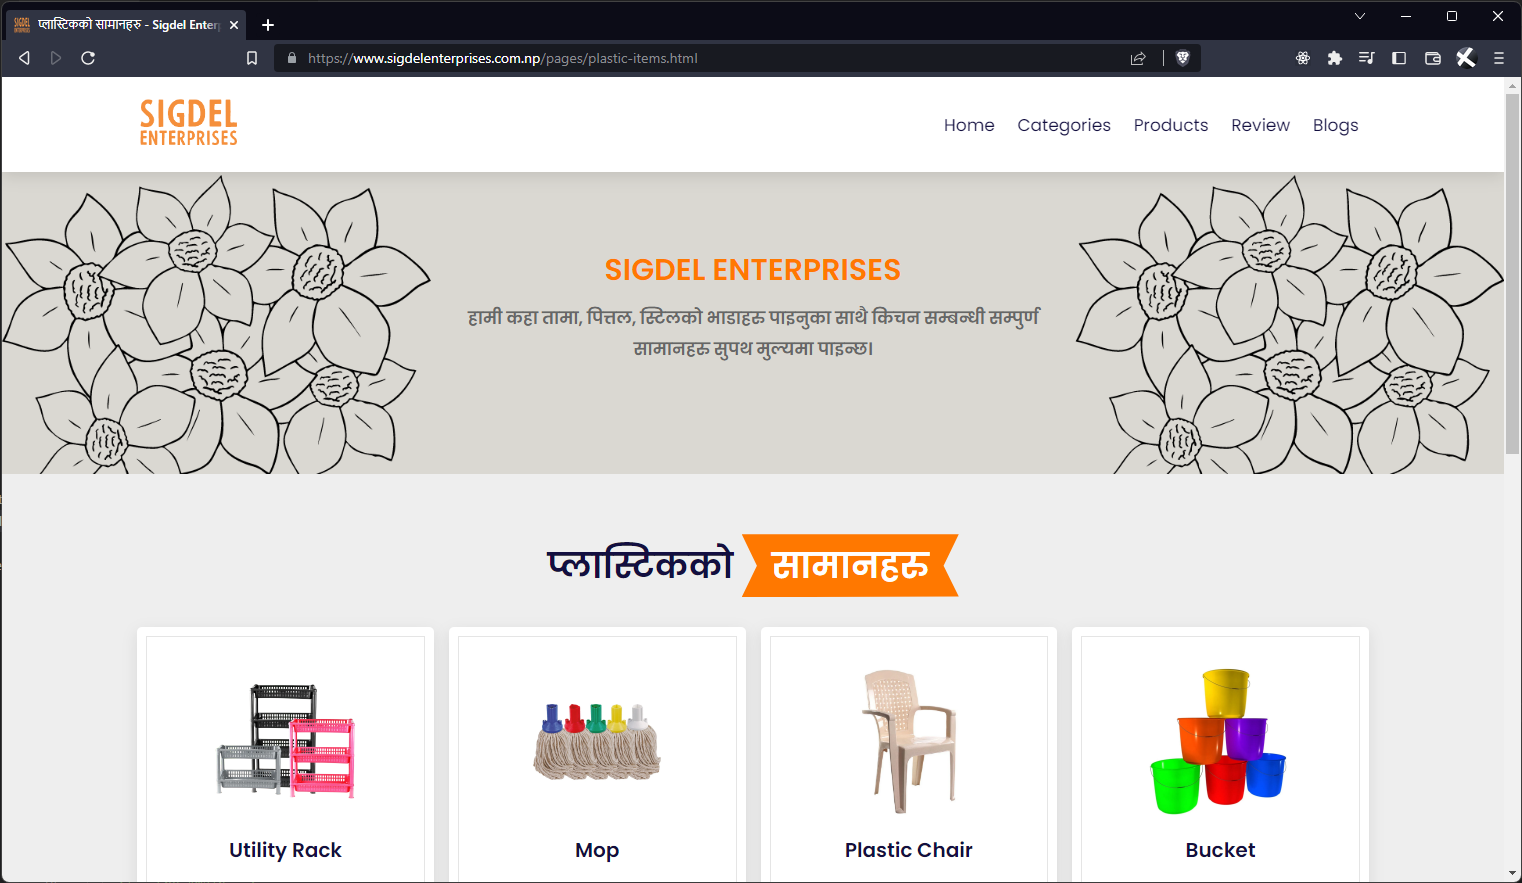 प्लास्टिकको सामानहरु - Sigdel Enter
https://www.sigdelenterprises.com.np/pages/plastic-items.html
SIGDEL
ENTERPRISES
Home Categories Products Review Blogs
SIGDEL ENTERPRISES
हामी कहा तामा, पित्तल, स्टिलको भाडाहरु पाइनुका साथै किचन सम्बन्धी सम्पुर्ण
सामानहरु सुपथ मुल्यमा पाइन्छ।
प्लास्टिकको सामानहरु
Utility Rack
Mop
Plastic Chair
Bucket